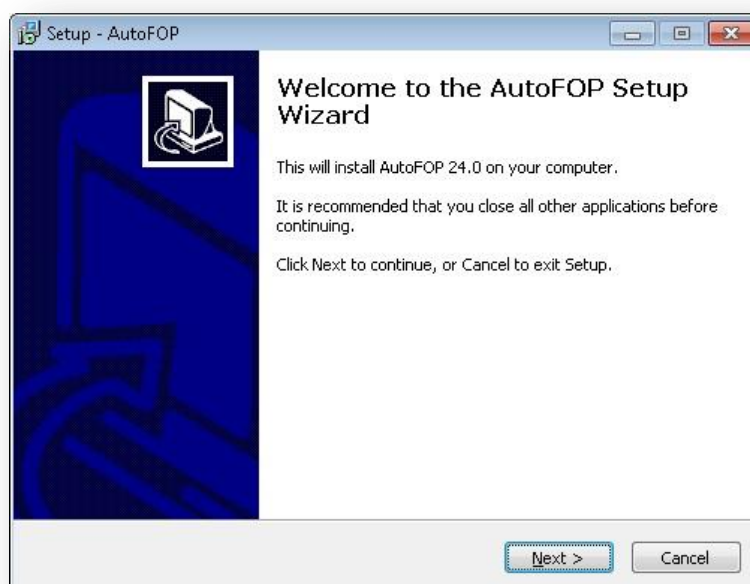 Setup - AutoFOP
Welcome to the AutoFOP Setup
Wizard
This will install AutoFOP 24.0 on your computer.
It is recommended that you close all other applications before
continuing.
Click Next to continue, or Cancel to exit Setup.
Next >
Cancel